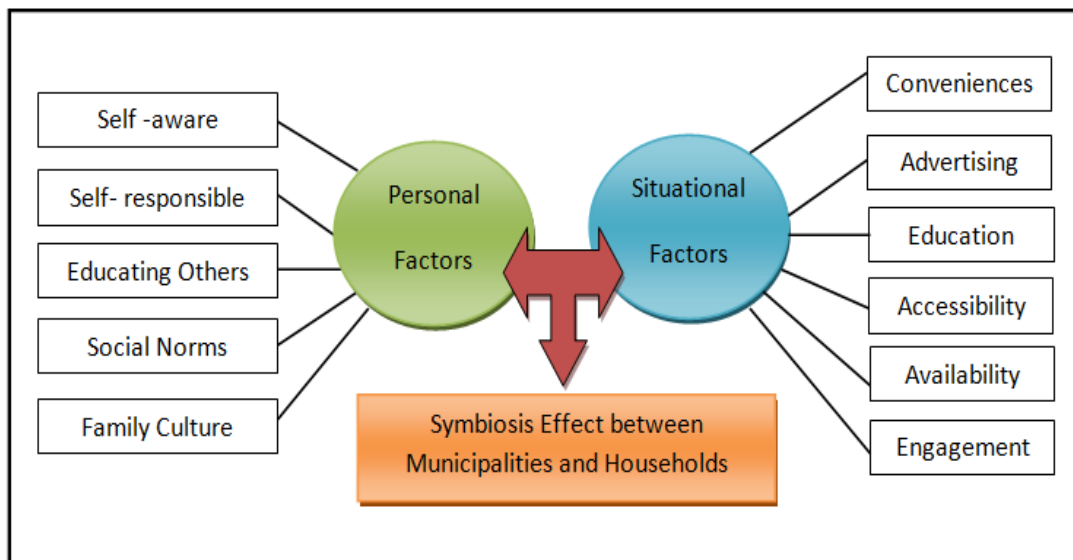 Self -aware
Self- responsible
Educating Others
Social Norms
Family Culture
Personal
Factors
Situational
Factors
Conveniences
Advertising
Education
Accessibility
Availability
Engagement
Symbiosis Effect between
Municipalities and Households